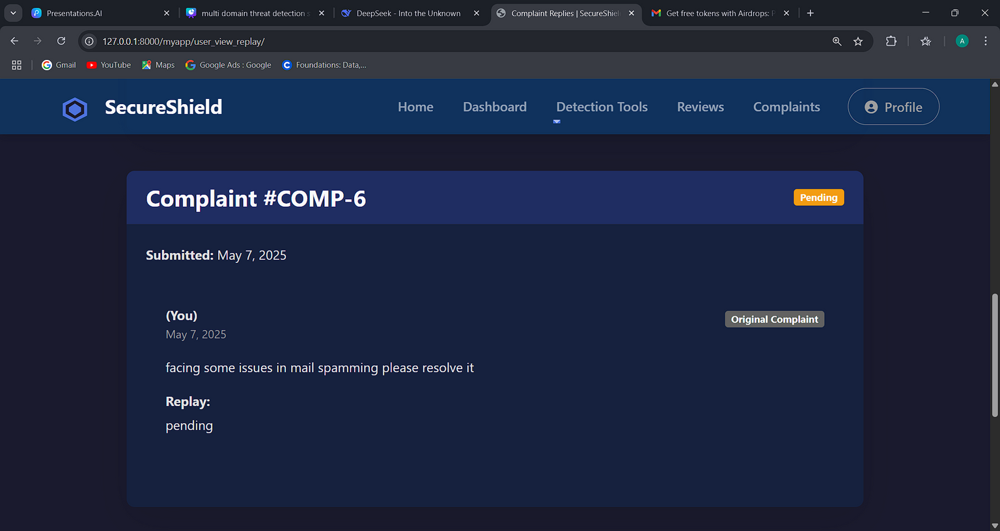 Presentations.AI
multi domain threat detection s
DeepSeek - Into the Unknown
Complaint Replies | SecureShiel
Get free tokens with Airdrops: P
127.0.0.1:8000/myapp/user_view_replay/
A
Gmail
YouTube
Maps
Google Ads : Google
Foundations: Data,...
SecureShield
Home
Dashboard
Detection Tools
Reviews
Complaints
Profile
Complaint #COMP-6
Pending
Submitted: May 7, 2025
(You)
Original Complaint
May 7, 2025
facing some issues in mail spamming please resolve it
Replay:
pending